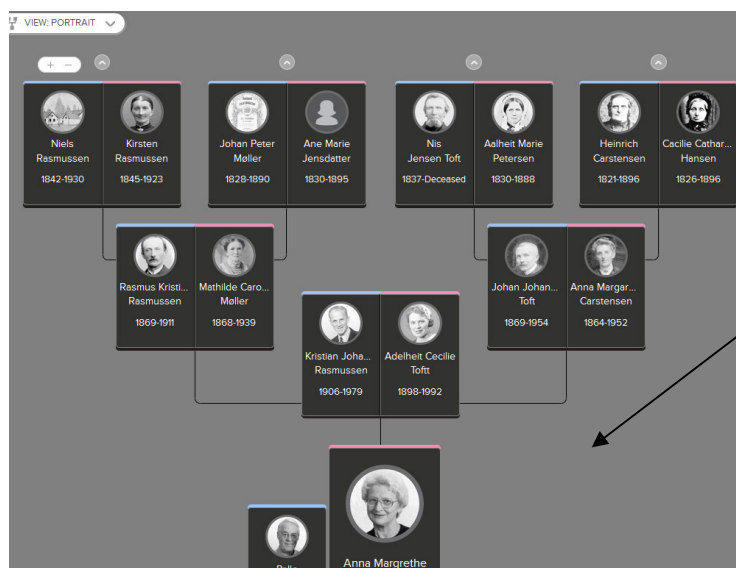 VIEW: PORTRAIT
+ −
Niels
Rasmussen
1842-1930
Kirsten
Rasmussen
1845-1923
Johan Peter
Møller
1828-1890
Ane Marie
Jensdatter
1830-1895
Nis
Jensen Toft
1837-Deceased
Aalheit Marie
Petersen
1830-1888
Heinrich
Carstensen
1821-1896
Cacilie Cathar...
Hansen
1826-1896
Rasmus Kristi...
Rasmussen
1869-1911
Mathilde Caro...
Møller
1868-1939
Johan Johan...
Toft
1869-1954
Anna Margar...
Carstensen
1864-1952
Kristian Joha...
Rasmussen
1906-1979
Adelheit Cecilie
Toftt
1898-1992
Anna Margrethe